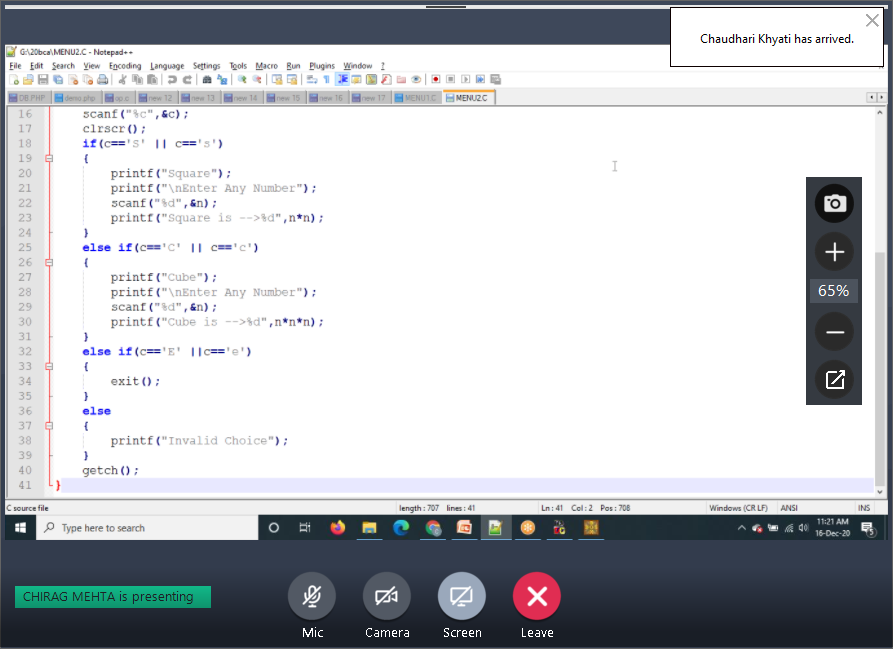 Chaudhari Khyati has arrived.
G:\20bca\MENU2.C - Notepad++
File Edit Search View Encoding Language Settings Tools Macro Run Plugins Window ?
DB.PHP demo.php ap.c new 12 new 13 new 14 new 15 new 16 new 17 MENU1.C MENU2.C
16 scanf("%c",&c);
17 clrscr();
18 if(c=='S' || c=='s')
19 {
20 printf("Square");
21 printf("\nEnter Any Number");
22 scanf("%d",&n);
23 printf("Square is -->%d",n*n);
24 }
25 else if(c=='C' || c=='c')
26 {
27 printf("Cube");
28 printf("\nEnter Any Number");
29 scanf("%d",&n);
30 printf("Cube is -->%d",n*n*n);
31 }
32 else if(c=='E' ||c=='e')
33 {
34 exit();
35 }
36 else
37 {
38 printf("Invalid Choice");
39 }
40 getch();
41 }
65%
C source file length : 707 lines : 41 Ln : 41 Col : 2 Pos : 708 Windows (CR LF) ANSI INS
Type here to search
11:21 AM
16-Dec-20
5
CHIRAG MEHTA is presenting
Mic Camera Screen Leave